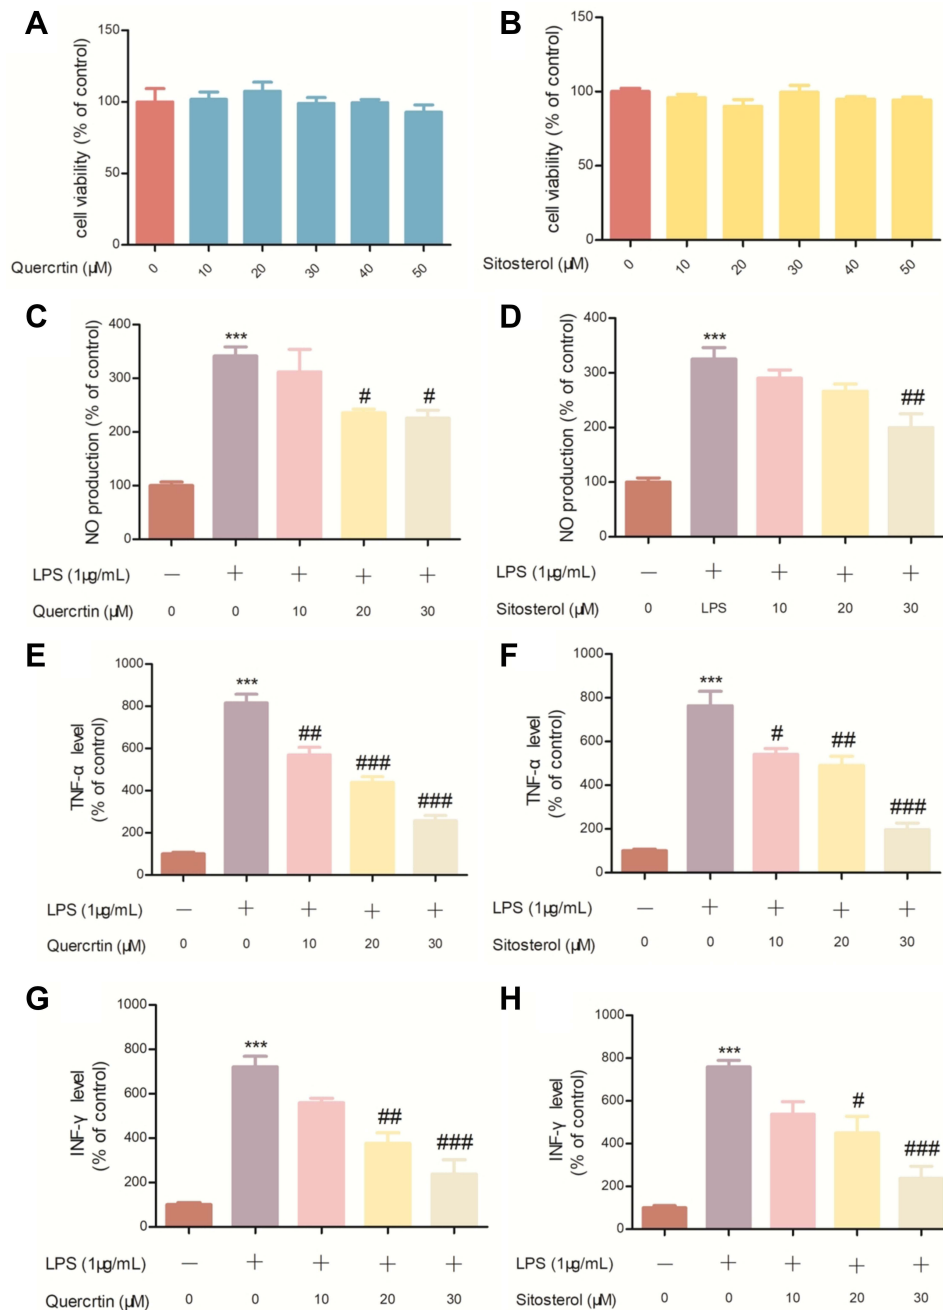 A
cell viability (% of control)
150
100
50
0
Quercrtin (μM)
0 10 20 30 40 50
B
cell viability (% of control)
150
100
50
0
Sitosterol (μM)
0 10 20 30 40 50
C
NO production (% of control)
400
300
200
100
0
***
#
#
LPS (1μg/mL) — + + + +
Quercrtin (μM) 0 0 10 20 30
D
NO production (% of control)
400
300
200
100
0
***
##
LPS (1μg/mL) — + + + +
Sitosterol (μM) 0 LPS 10 20 30
E
TNF-α level
(% of control)
1000
800
600
400
200
0
***
##
###
###
LPS (1μg/mL) — + + + +
Quercrtin (μM) 0 0 10 20 30
F
TNF-α level
(% of control)
1000
800
600
400
200
0
***
#
##
###
LPS (1μg/mL) — + + + +
Sitosterol (μM) 0 0 10 20 30
G
INF-γ level
(% of control)
1000
800
600
400
200
0
***
##
###
LPS (1μg/mL) — + + + +
Quercrtin (μM) 0 0 10 20 30
H
INF-γ level
(% of control)
1000
800
600
400
200
0
***
#
###
LPS (1μg/mL) — + + + +
Sitosterol (μM) 0 0 10 20 30